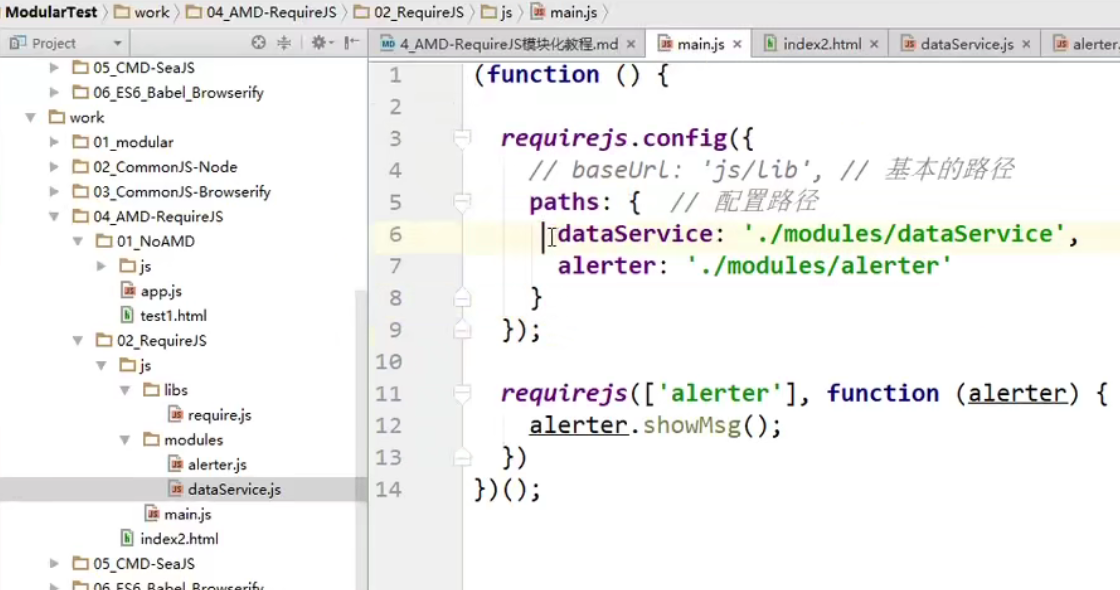 ModularTest work 04_AMD-RequireJS 02_RequireJS js main.js
Project
4_AMD-RequireJS模块化教程.md × main.js × index2.html × dataService.js × alerter.
05_CMD-SeaJS
06_ES6_Babel_Browserify
work
01_modular
02_CommonJS-Node
03_CommonJS-Browserify
04_AMD-RequireJS
01_NoAMD
js
app.js
test1.html
02_RequireJS
js
libs
require.js
modules
alerter.js
dataService.js
main.js
index2.html
05_CMD-SeaJS
06_ES6_Babel_Browserify
1 (function () {
2
3 requirejs.config({
4 // baseUrl: 'js/lib', // 基本的路径
5 paths: { // 配置路径
6 dataService: './modules/dataService',
7 alerter: './modules/alerter'
8 }
9 });
10
11 requirejs(['alerter'], function (alerter) {
12 alerter.showMsg();
13 })
14 })();